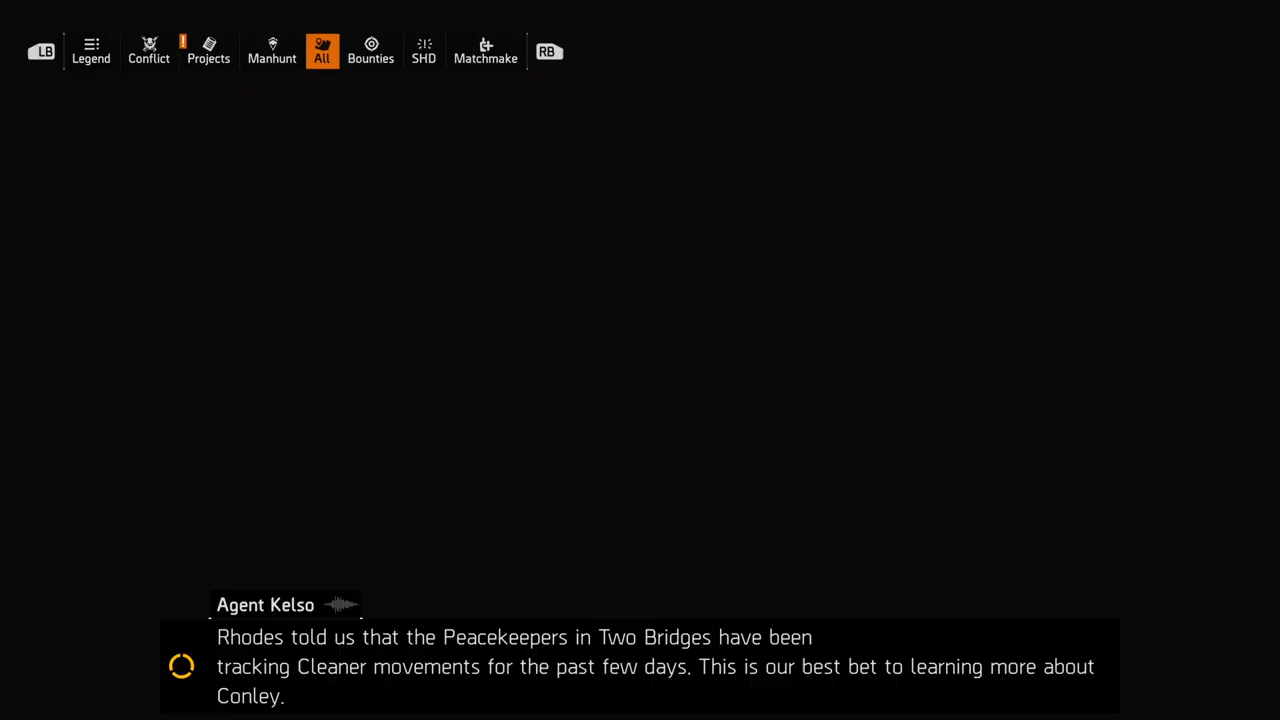 LB Legend Conflict ! Projects Manhunt All Bounties SHD Matchmake RB
Agent Kelso
Rhodes told us that the Peacekeepers in Two Bridges have been
tracking Cleaner movements for the past few days. This is our best bet to learning more about
Conley.